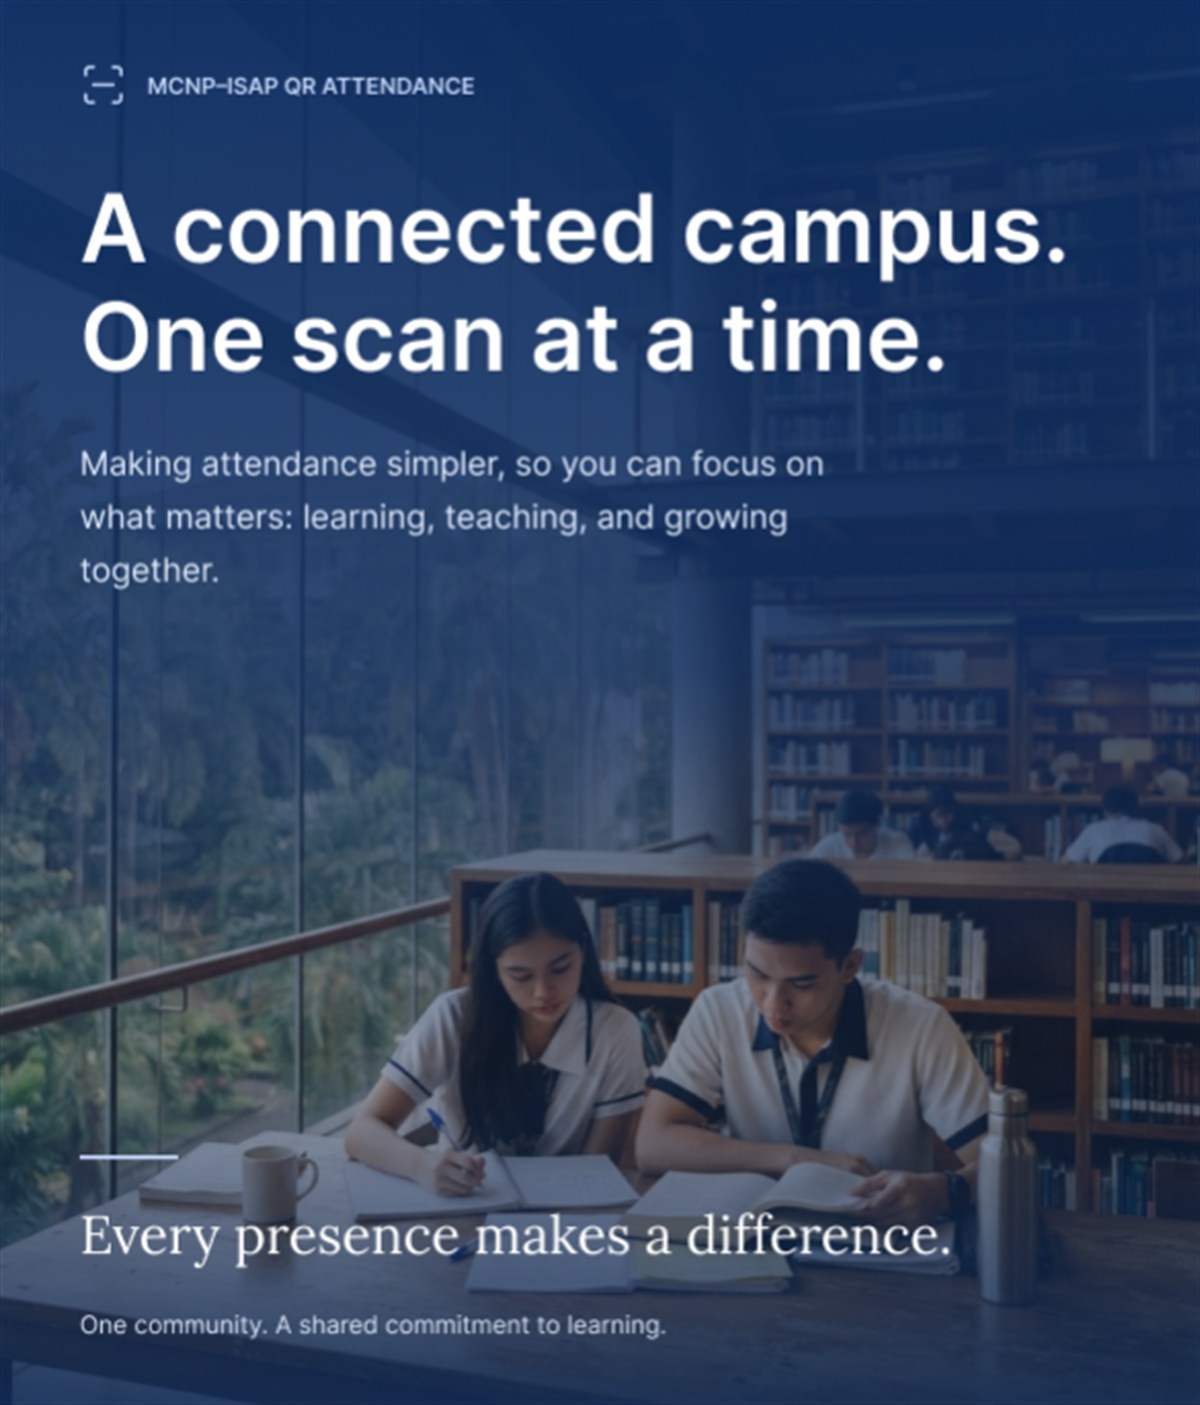 MCNP–ISAP QR ATTENDANCE
A connected campus.
One scan at a time.
Making attendance simpler, so you can focus on
what matters: learning, teaching, and growing
together.
Every presence makes a difference.
One community. A shared commitment to learning.